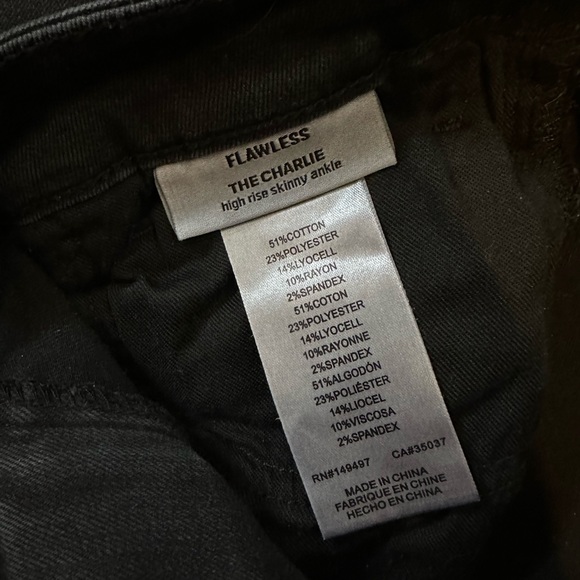 FLAWLESS
THE CHARLIE
high rise skinny ankle
51%COTTON
23%POLYESTER
14%LYOCELL
10%RAYON
2%SPANDEX
51%COTON
23%POLYESTER
14%LYOCELL
10%RAYONNE
2%SPANDEX
51%ALGODÓN
23%POLIÉSTER
14%LIOCEL
10%VISCOSA
2%SPANDEX
RN#149497 CA#35037
MADE IN CHINA
FABRIQUE EN CHINE
HECHO EN CHINA